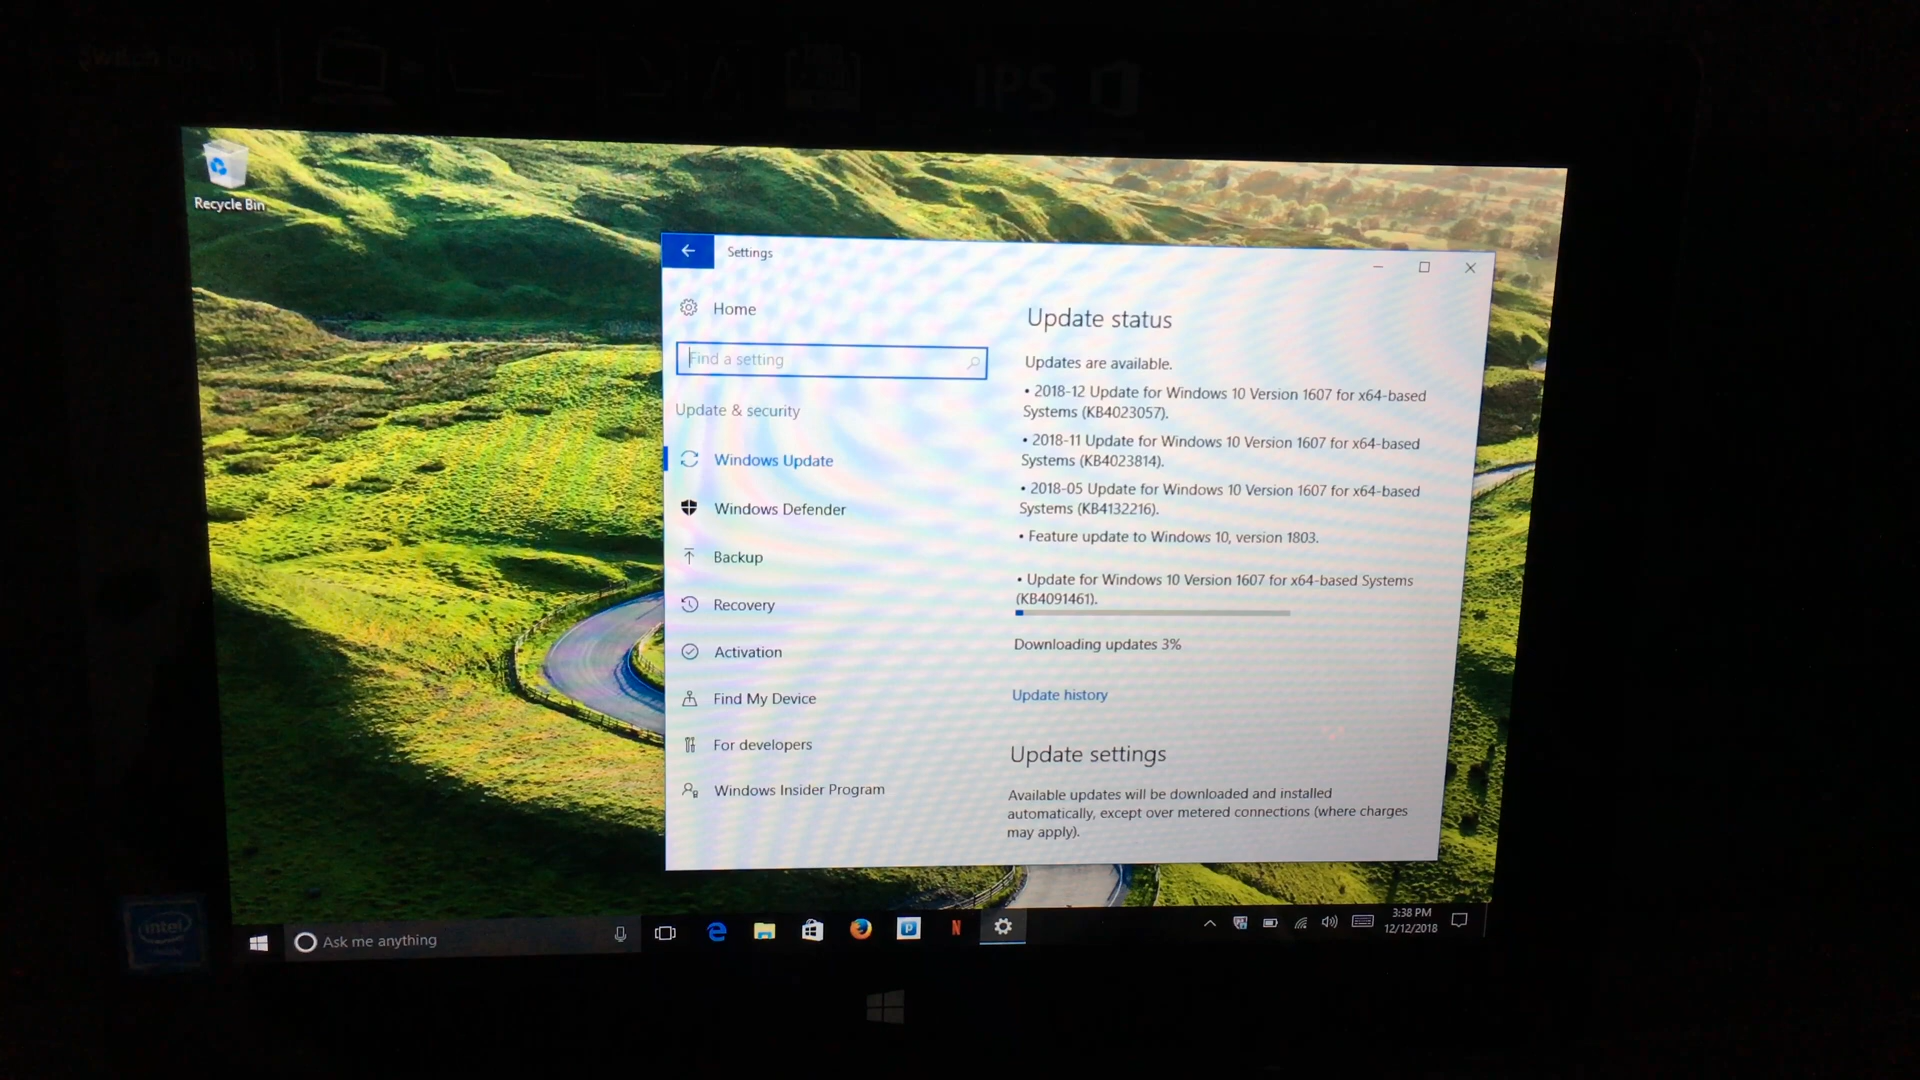 Switch
IPS
Recycle Bin
Settings
Home
Find a setting
Update & security
Windows Update
Windows Defender
Backup
Recovery
Activation
Find My Device
For developers
Windows Insider Program
Update status
Updates are available.
• 2018-12 Update for Windows 10 Version 1607 for x64-based
Systems (KB4023057).
• 2018-11 Update for Windows 10 Version 1607 for x64-based
Systems (KB4023814).
• 2018-05 Update for Windows 10 Version 1607 for x64-based
Systems (KB4132216).
• Feature update to Windows 10, version 1803.
• Update for Windows 10 Version 1607 for x64-based Systems
(KB4091461).
Downloading updates 3%
Update history
Update settings
Available updates will be downloaded and installed
automatically, except over metered connections (where charges
may apply).
intel
Ask me anything
P
N
3:38 PM
12/12/2018